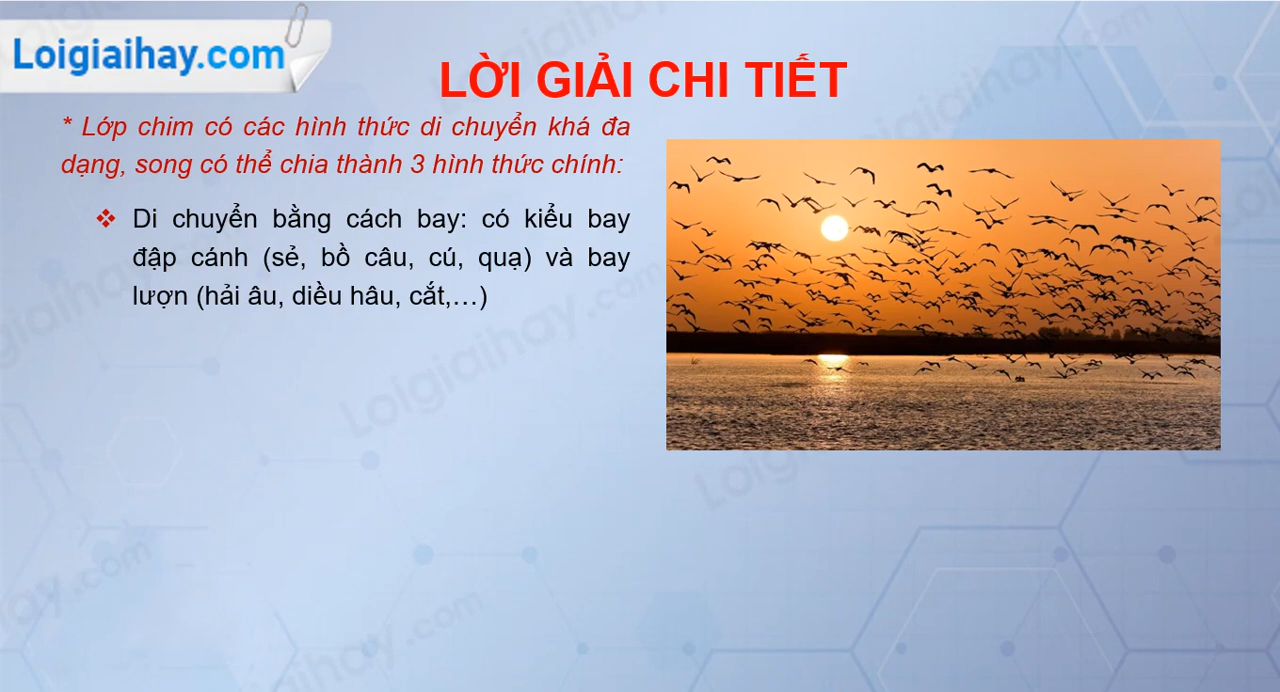 Loigiaihay.com
LỜI GIẢI CHI TIẾT
* Lớp chim có các hình thức di chuyển khá đa
dạng, song có thể chia thành 3 hình thức chính:
❖ Di chuyển bằng cách bay: có kiểu bay
đập cánh (sẻ, bồ câu, cú, quạ) và bay
lượn (hải âu, diều hâu, cắt,…)